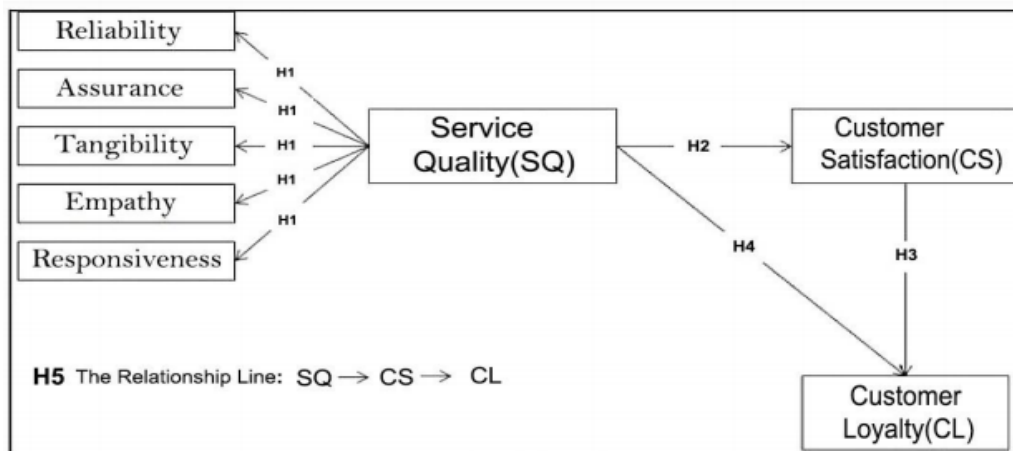 Reliability
H1
Assurance
H1
Tangibility
H1
Empathy
H1
Responsiveness
H1
Service
Quality(SQ)
H2
Customer
Satisfaction(CS)
H4
H3
H5 The Relationship Line: SQ → CS → CL
Customer
Loyalty(CL)